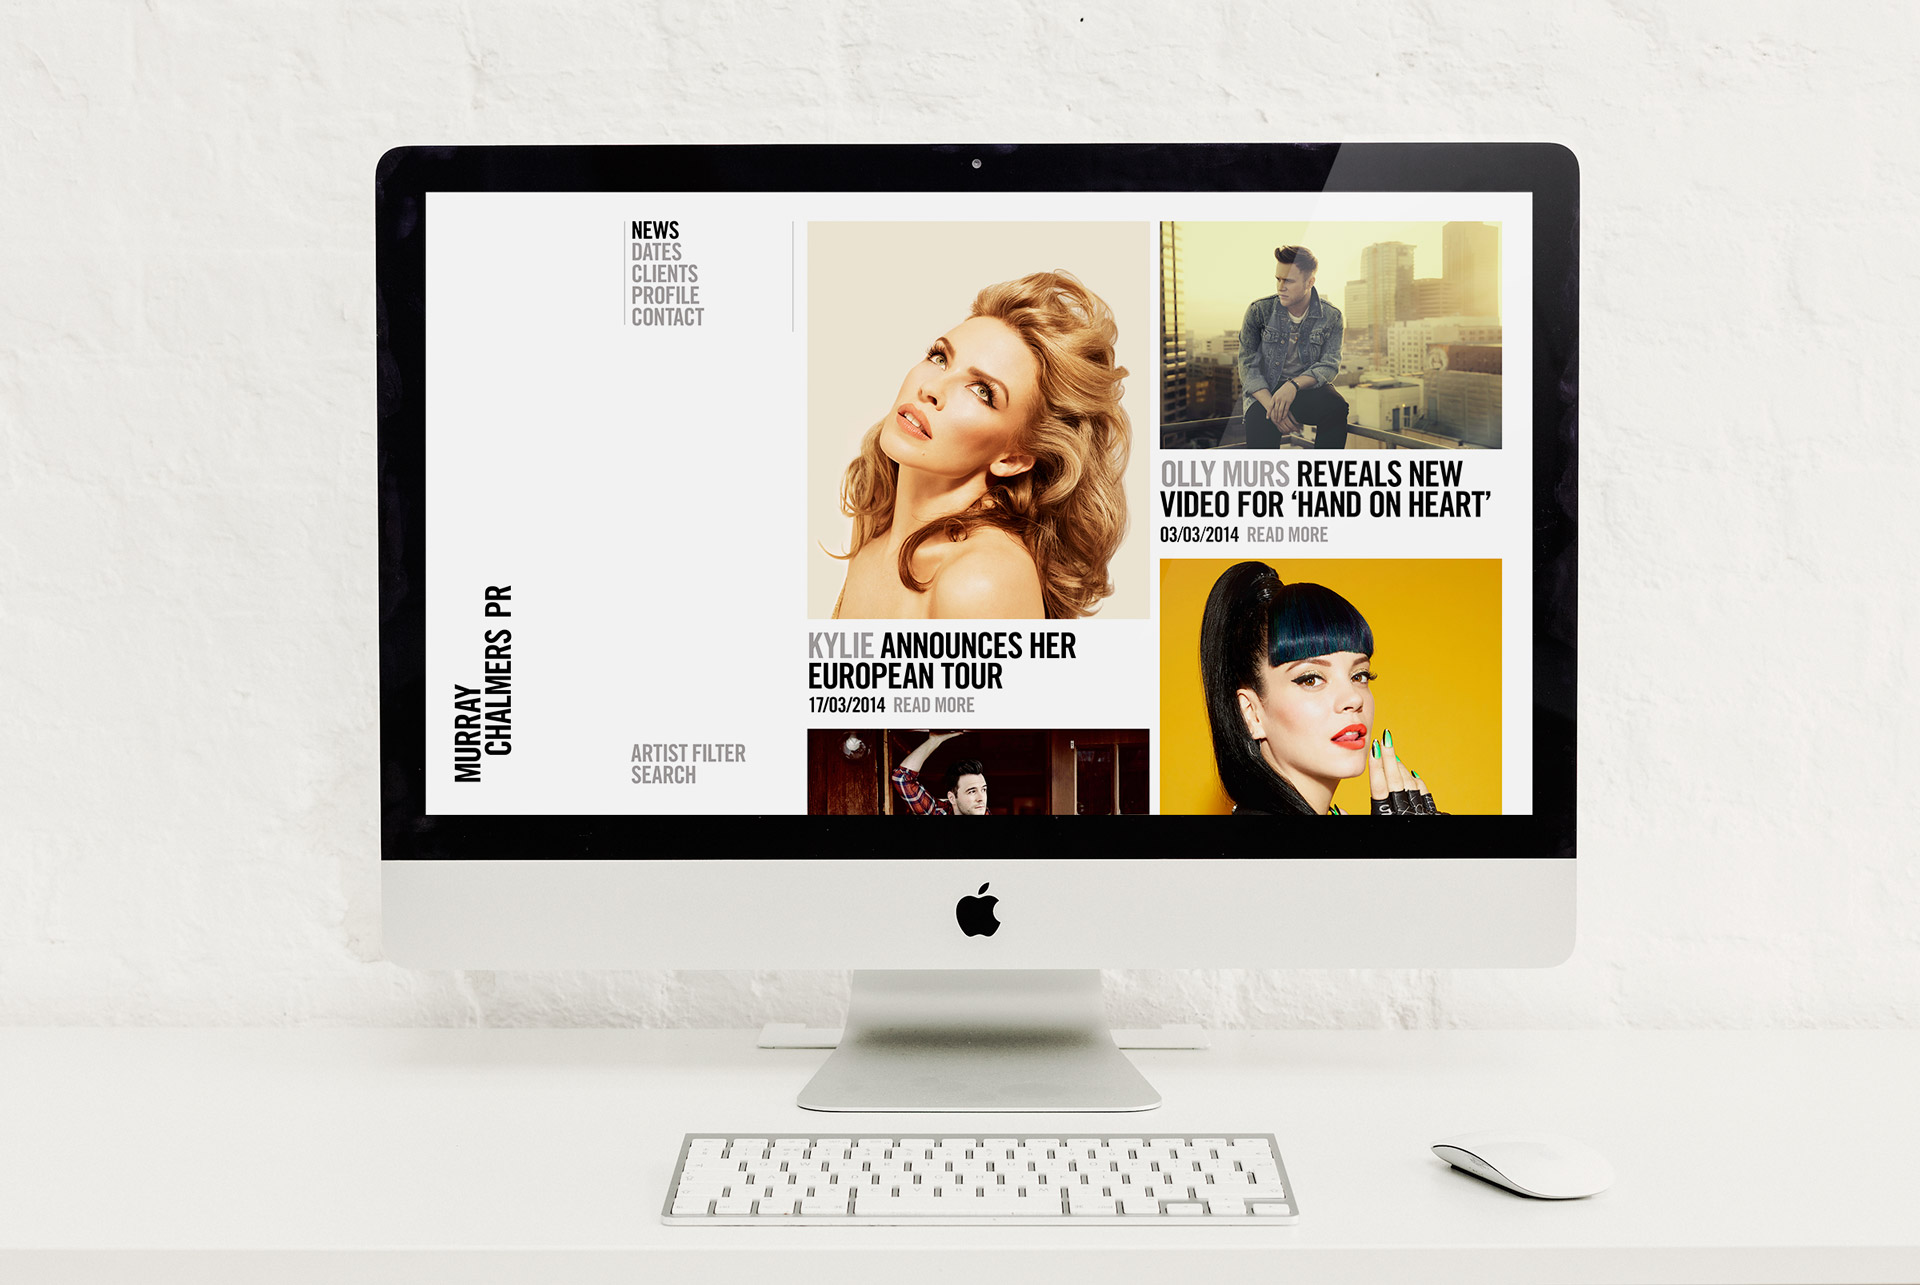 MURRAY
CHALMERS PR
NEWS
DATES
CLIENTS
PROFILE
CONTACT
ARTIST FILTER
SEARCH
KYLIE ANNOUNCES HER
EUROPEAN TOUR
17/03/2014 READ MORE
OLLY MURS REVEALS NEW
VIDEO FOR ‘HAND ON HEART’
03/03/2014 READ MORE